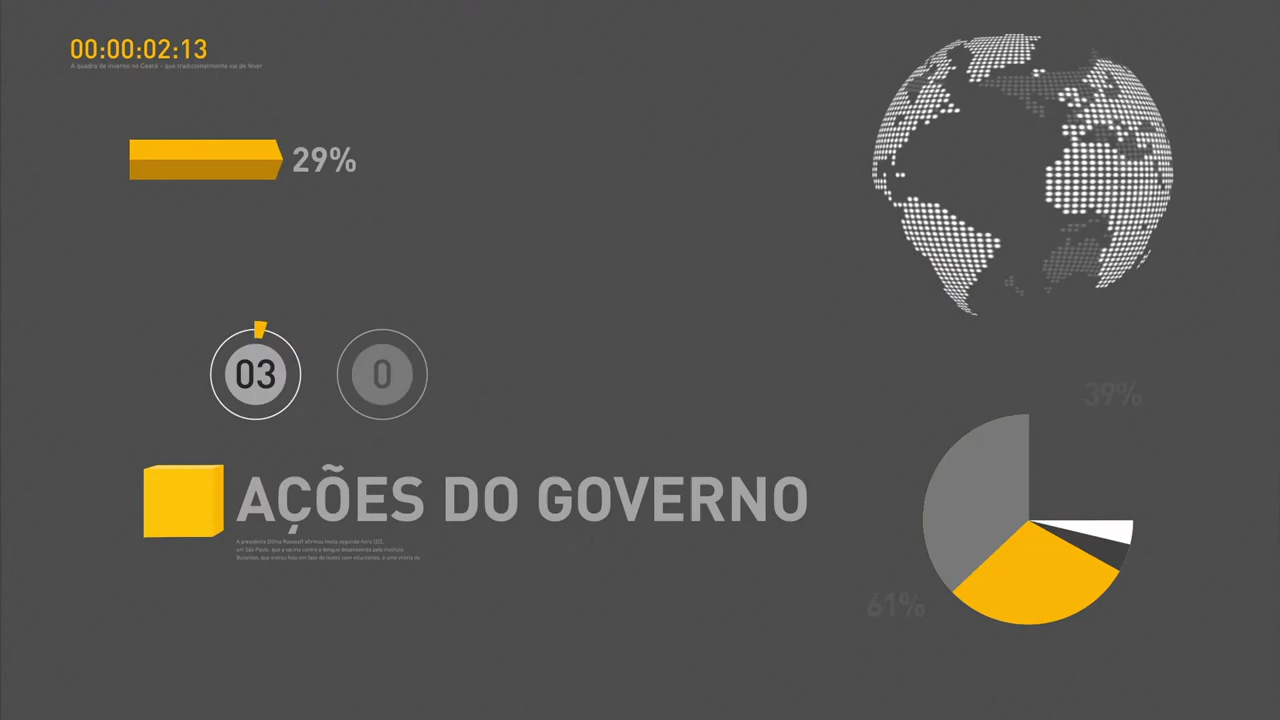 00:00:02:13
A quadra de inverno no Ceará – que tradicionalmente vai de fever
29%
03
0
39%
AÇÕES DO GOVERNO
A presidenta Dilma Rousseff afirmou nesta segunda-feira (22),
em São Paulo, que a vacina contra a dengue desenvolvida pelo Instituto
Butantan, que entrou hoje em fase de testes com voluntários, é uma vitória do
61%